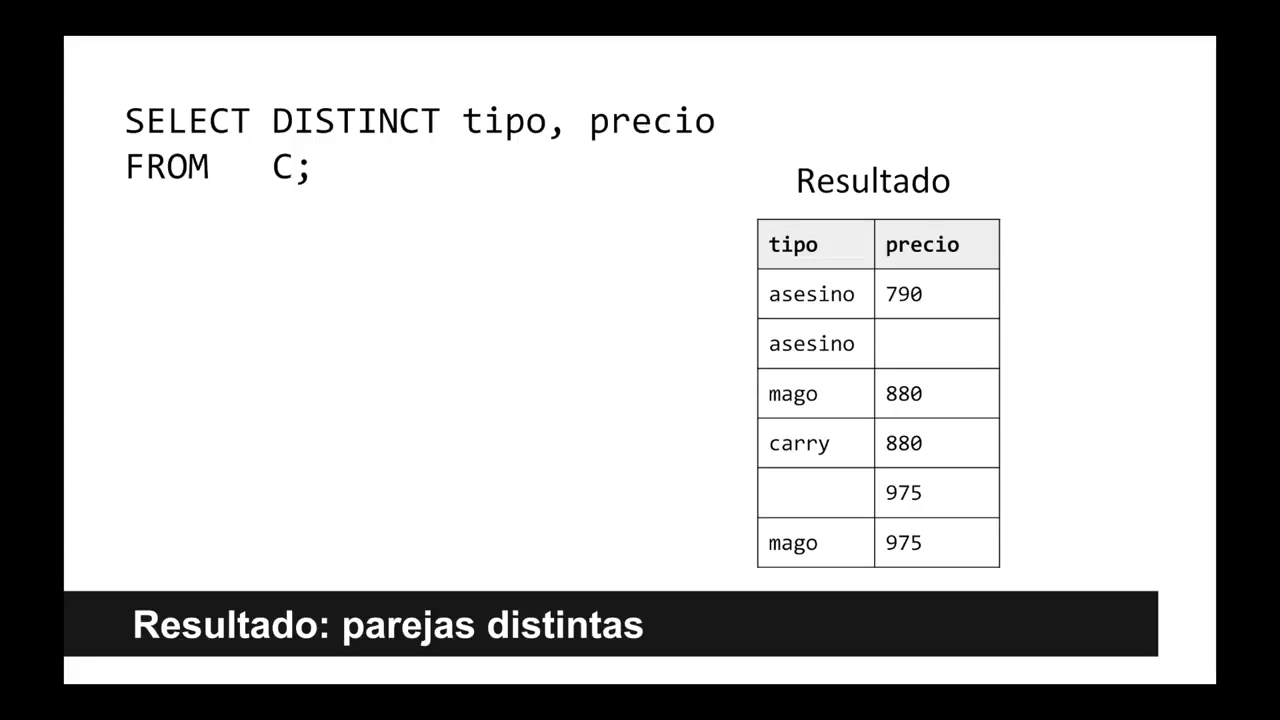 SELECT DISTINCT tipo, precio
FROM C;
Resultado
tipo precio
asesino 790
asesino
mago 880
carry 880
975
mago 975
Resultado: parejas distintas